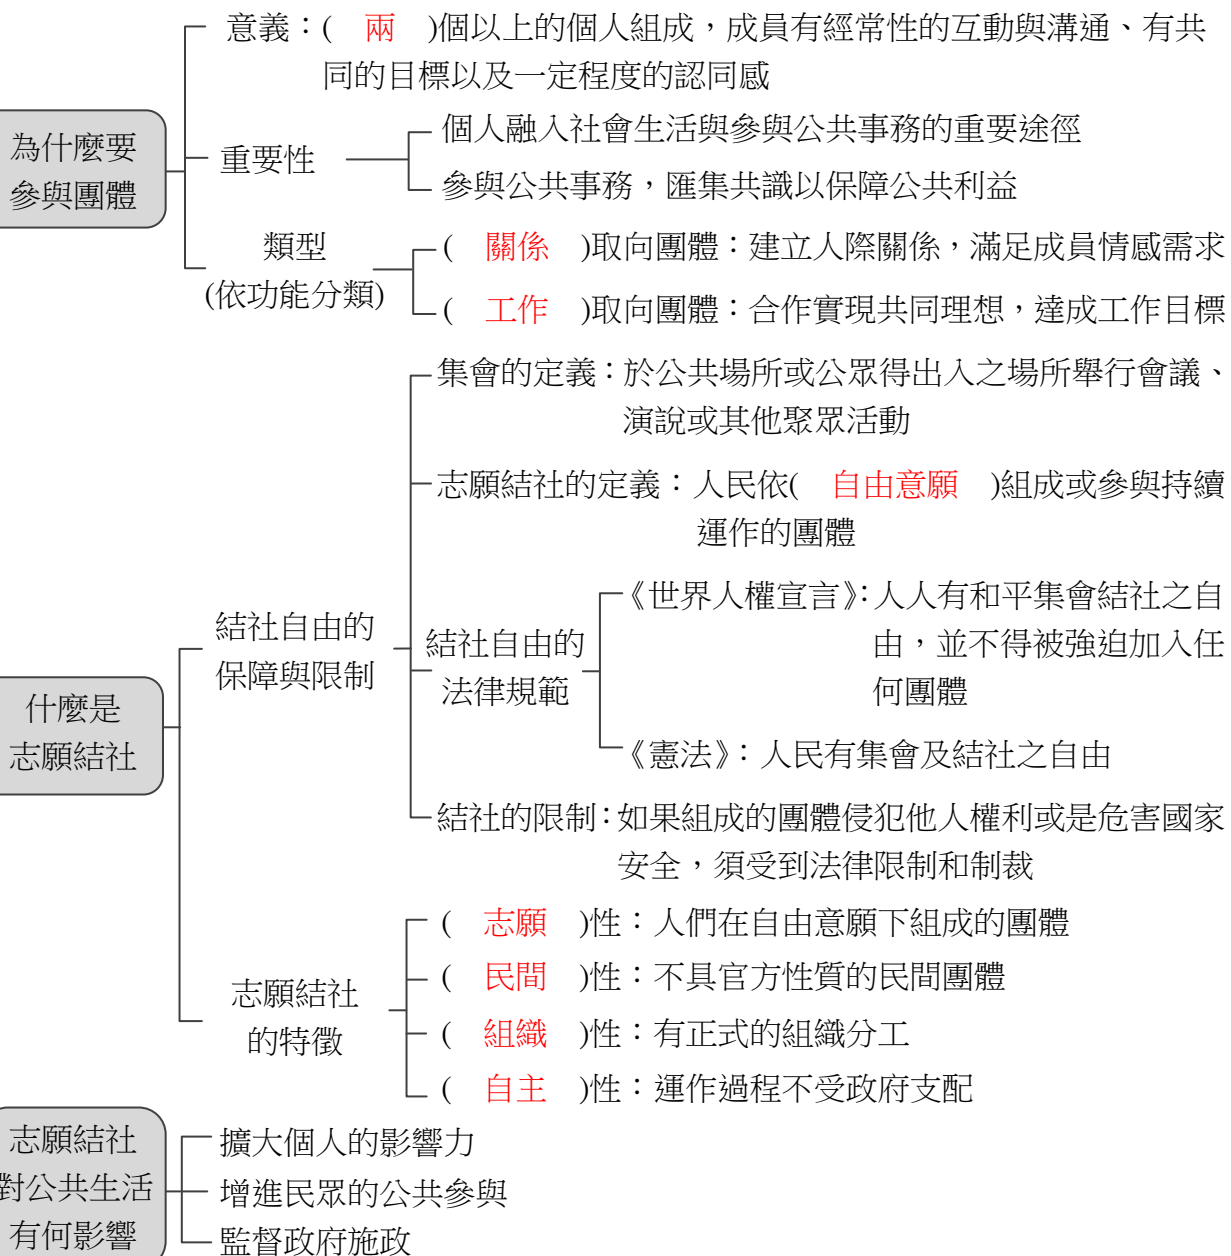 為什麼要
參與團體
意義：( 兩 )個以上的個人組成，成員有經常性的互動與溝通、有共
同的目標以及一定程度的認同感
重要性
個人融入社會生活與參與公共事務的重要途徑
參與公共事務，匯集共識以保障公共利益
類型
(依功能分類)
( 關係 )取向團體：建立人際關係，滿足成員情感需求
( 工作 )取向團體：合作實現共同理想，達成工作目標
什麼是
志願結社
結社自由的
保障與限制
集會的定義：於公共場所或公眾得出入之場所舉行會議、
演說或其他聚眾活動
志願結社的定義：人民依( 自由意願 )組成或參與持續
運作的團體
結社自由的
法律規範
《世界人權宣言》：人人有和平集會結社之自
由，並不得被強迫加入任
何團體
《憲法》：人民有集會及結社之自由
結社的限制：如果組成的團體侵犯他人權利或是危害國家
安全，須受到法律限制和制裁
志願結社
的特徵
( 志願 )性：人們在自由意願下組成的團體
( 民間 )性：不具官方性質的民間團體
( 組織 )性：有正式的組織分工
( 自主 )性：運作過程不受政府支配
志願結社
對公共生活
有何影響
擴大個人的影響力
增進民眾的公共參與
監督政府施政